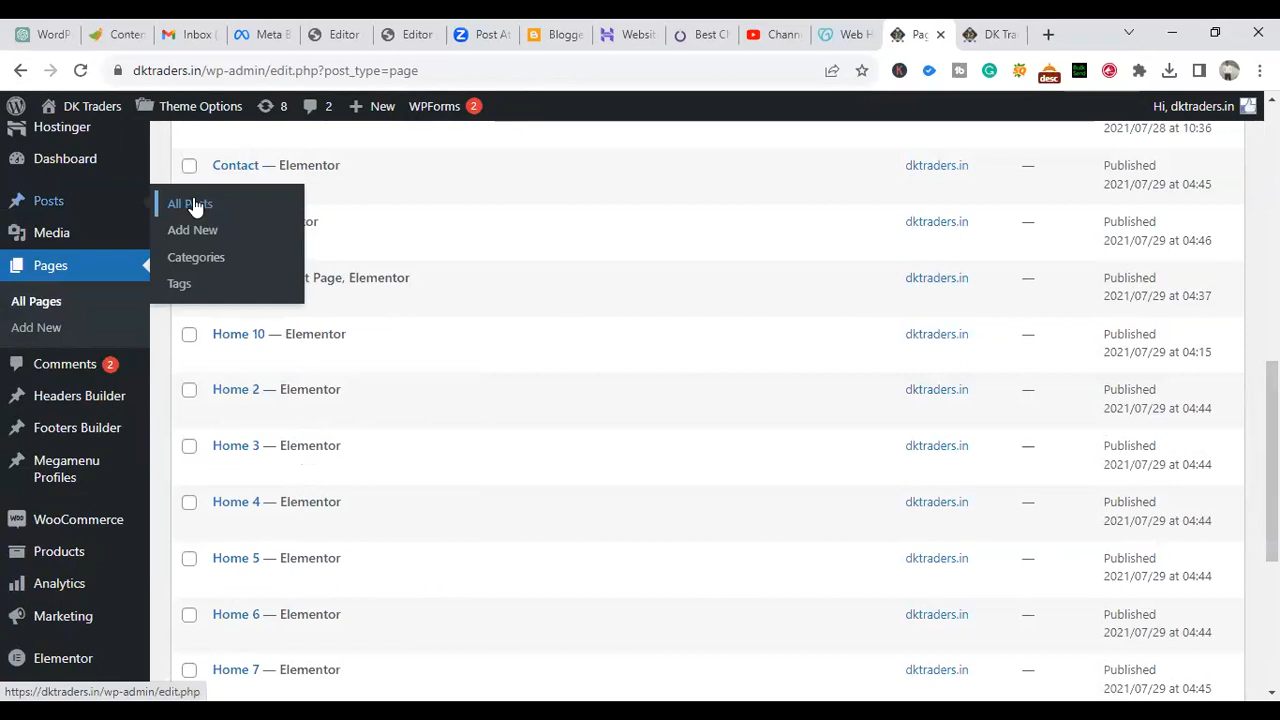 WordP
Conten
Inbox (
Meta B
Editor
Editor
Post At
Blogge
Websit
Best Cl
Chann
Web H
Pag
DK Tra
dktraders.in/wp-admin/edit.php?post_type=page
desc
DK Traders
Theme Options
8
2
New
WPForms 2
Hi, dktraders.in
Hostinger
Dashboard
Posts
Media
Pages
All Pages
Add New
Comments 2
Headers Builder
Footers Builder
Megamenu
Profiles
WooCommerce
Products
Analytics
Marketing
Elementor
All Posts
Add New
Categories
Tags
2021/07/28 at 10:36
Contact — Elementor dktraders.in — Published
2021/07/29 at 04:45
tor dktraders.in — Published
2021/07/29 at 04:46
t Page, Elementor dktraders.in — Published
2021/07/29 at 04:37
Home 10 — Elementor dktraders.in — Published
2021/07/29 at 04:15
Home 2 — Elementor dktraders.in — Published
2021/07/29 at 04:44
Home 3 — Elementor dktraders.in — Published
2021/07/29 at 04:44
Home 4 — Elementor dktraders.in — Published
2021/07/29 at 04:44
Home 5 — Elementor dktraders.in — Published
2021/07/29 at 04:44
Home 6 — Elementor dktraders.in — Published
2021/07/29 at 04:44
Home 7 — Elementor dktraders.in — Published
2021/07/29 at 04:45
https://dktraders.in/wp-admin/edit.php